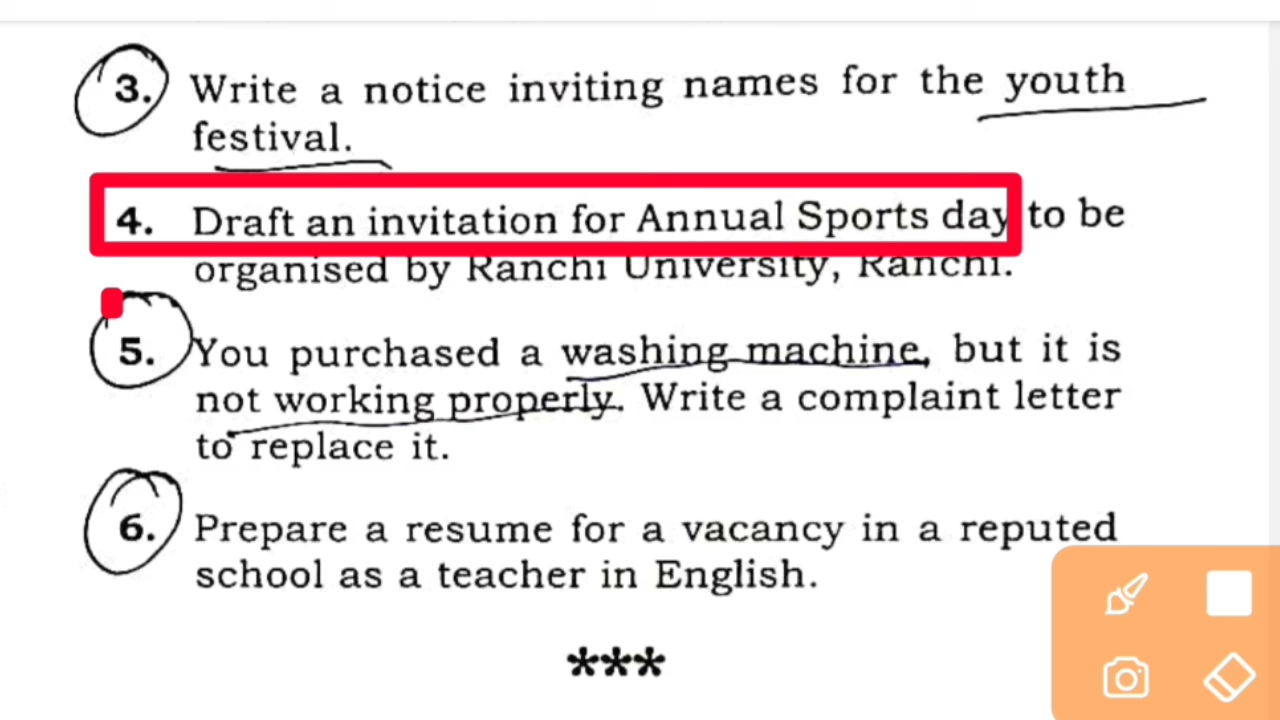 3. Write a notice inviting names for the youth
festival.
4. Draft an invitation for Annual Sports day to be
organised by Ranchi University, Ranchi.
5. You purchased a washing machine, but it is
not working properly. Write a complaint letter
to replace it.
6. Prepare a resume for a vacancy in a reputed
school as a teacher in English.
***